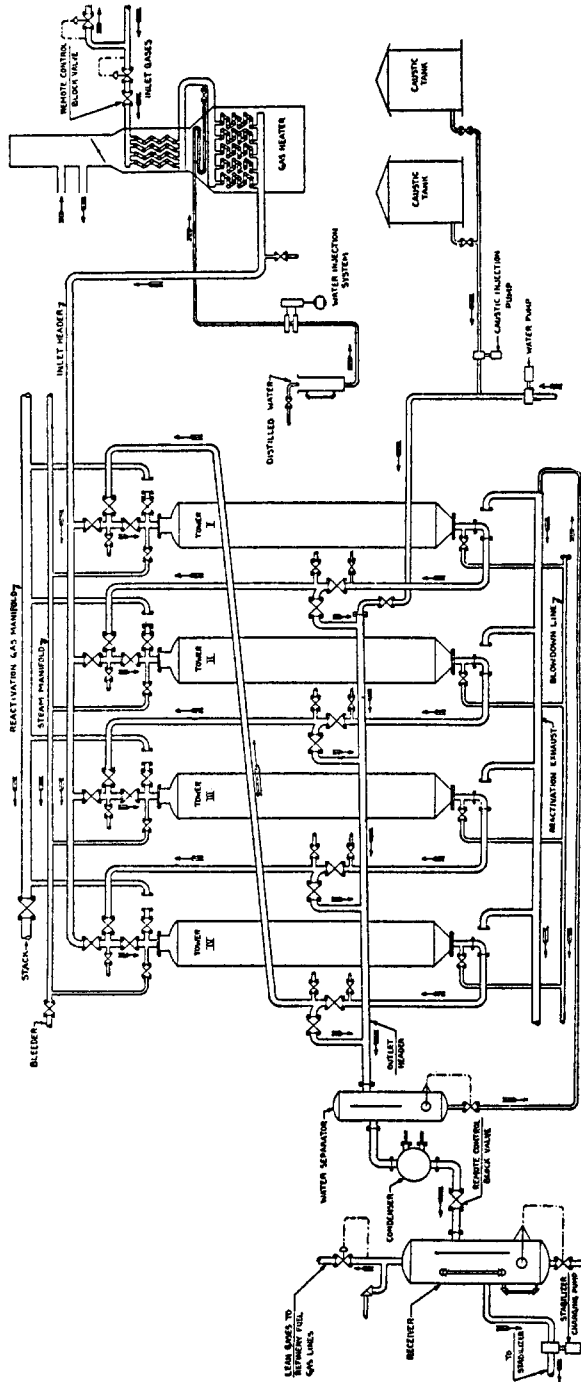 REACTIVATION GAS MANIFOLD
STEAM MANIFOLD
INLET HEADER
STACK
BLEEDER
REMOTE CONTROL
BLOCK VALVE
INLET GASES
GAS HEATER
WATER INJECTION
SYSTEM
DISTILLED WATER
CAUSTIC
TANK
CAUSTIC
TANK
CAUSTIC INJECTION
PUMP
WATER PUMP
TOWER
I
TOWER
II
TOWER
III
TOWER
IV
BLOWDOWN LINE
REACTIVATION EXHAUST
OUTLET
HEADER
WATER SEPARATOR
CONDENSER
REMOTE CONTROL
BLOCK VALVE
LEAN GASES TO
REFINERY FUEL
GAS LINES
RECEIVER
TO
STABILIZER
STABILIZER
CHARGING PUMP